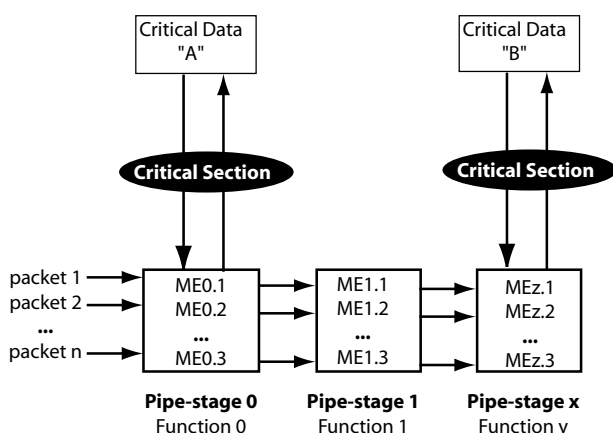 Critical Data
"A"
Critical Data
"B"
Critical Section
Critical Section
packet 1
packet 2
...
packet n
ME0.1
ME0.2
...
ME0.3
ME1.1
ME1.2
...
ME1.3
MEz.1
MEz.2
...
MEz.3
Pipe-stage 0
Function 0
Pipe-stage 1
Function 1
Pipe-stage x
Function y